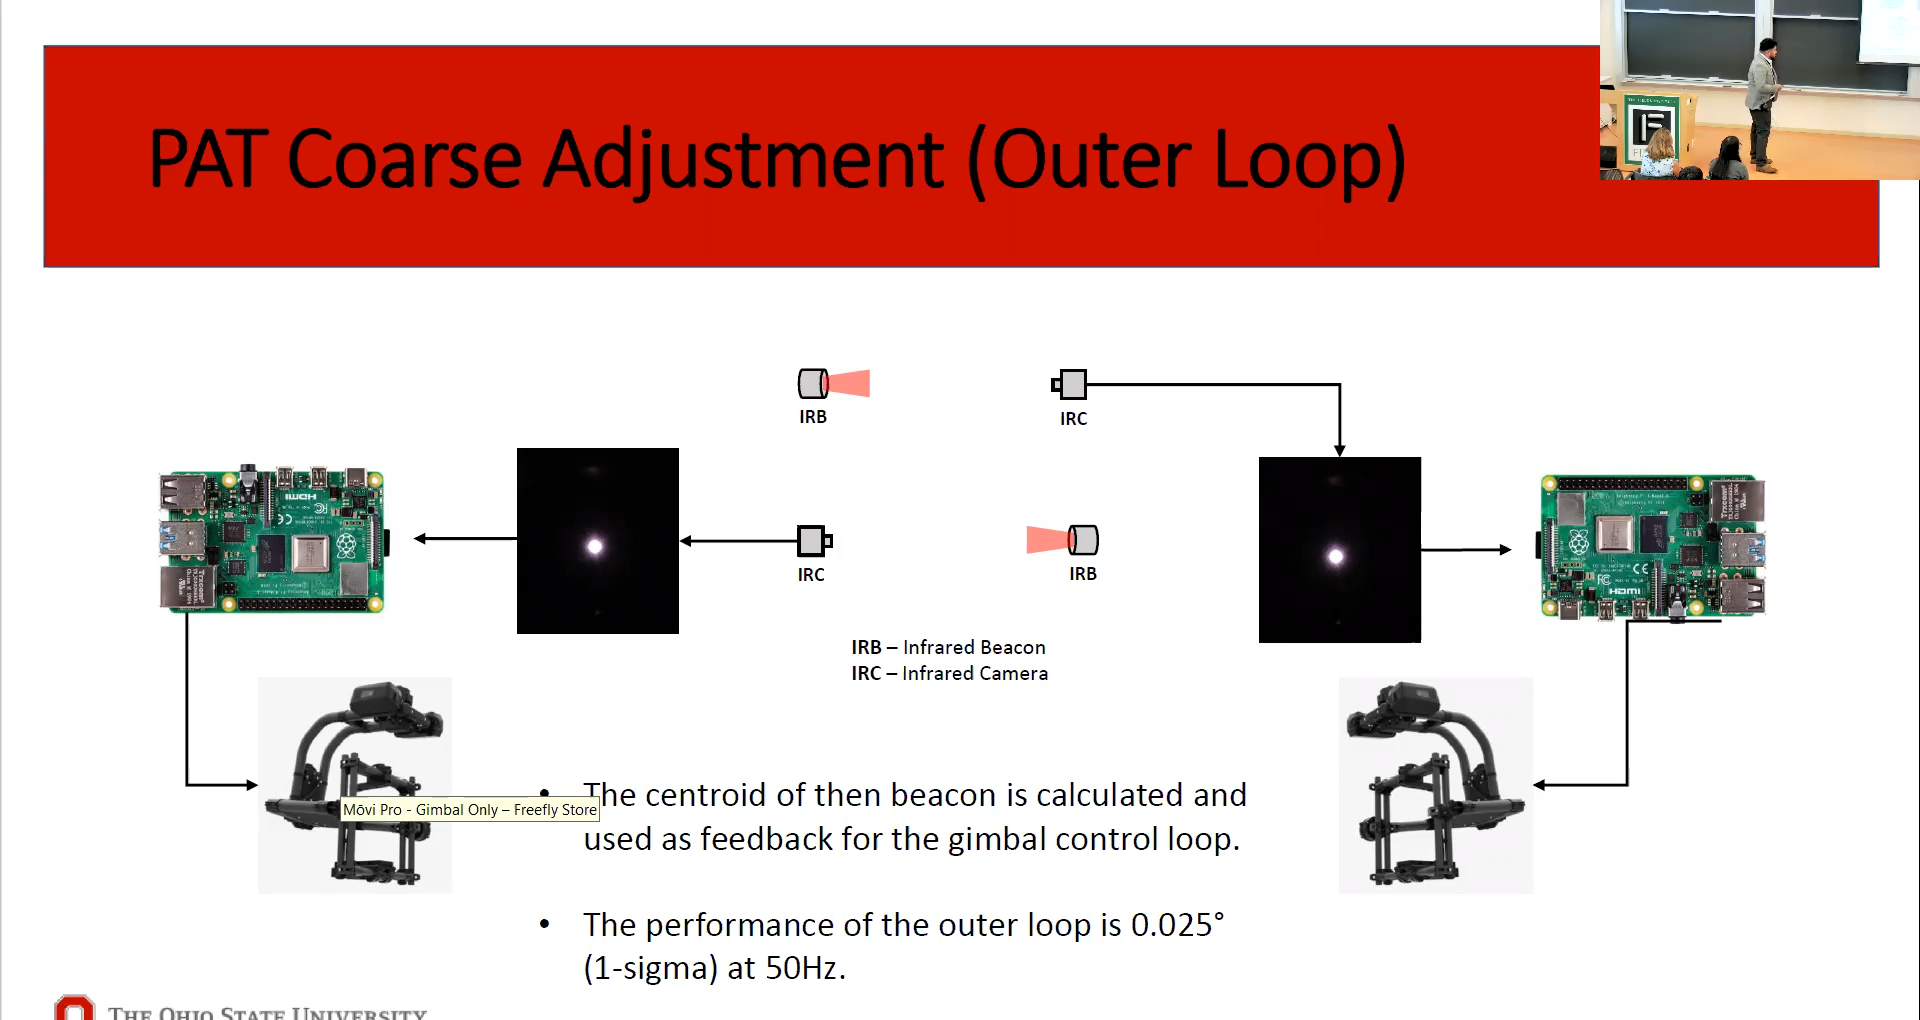 PAT Coarse Adjustment (Outer Loop)
IRB
IRC
IRC
IRB
IRB – Infrared Beacon
IRC – Infrared Camera
Mōvi Pro - Gimbal Only – Freefly Store
• The centroid of then beacon is calculated and
used as feedback for the gimbal control loop.
• The performance of the outer loop is 0.025°
(1-sigma) at 50Hz.
THE OHIO STATE UNIVERSITY
HDMI
HDMI